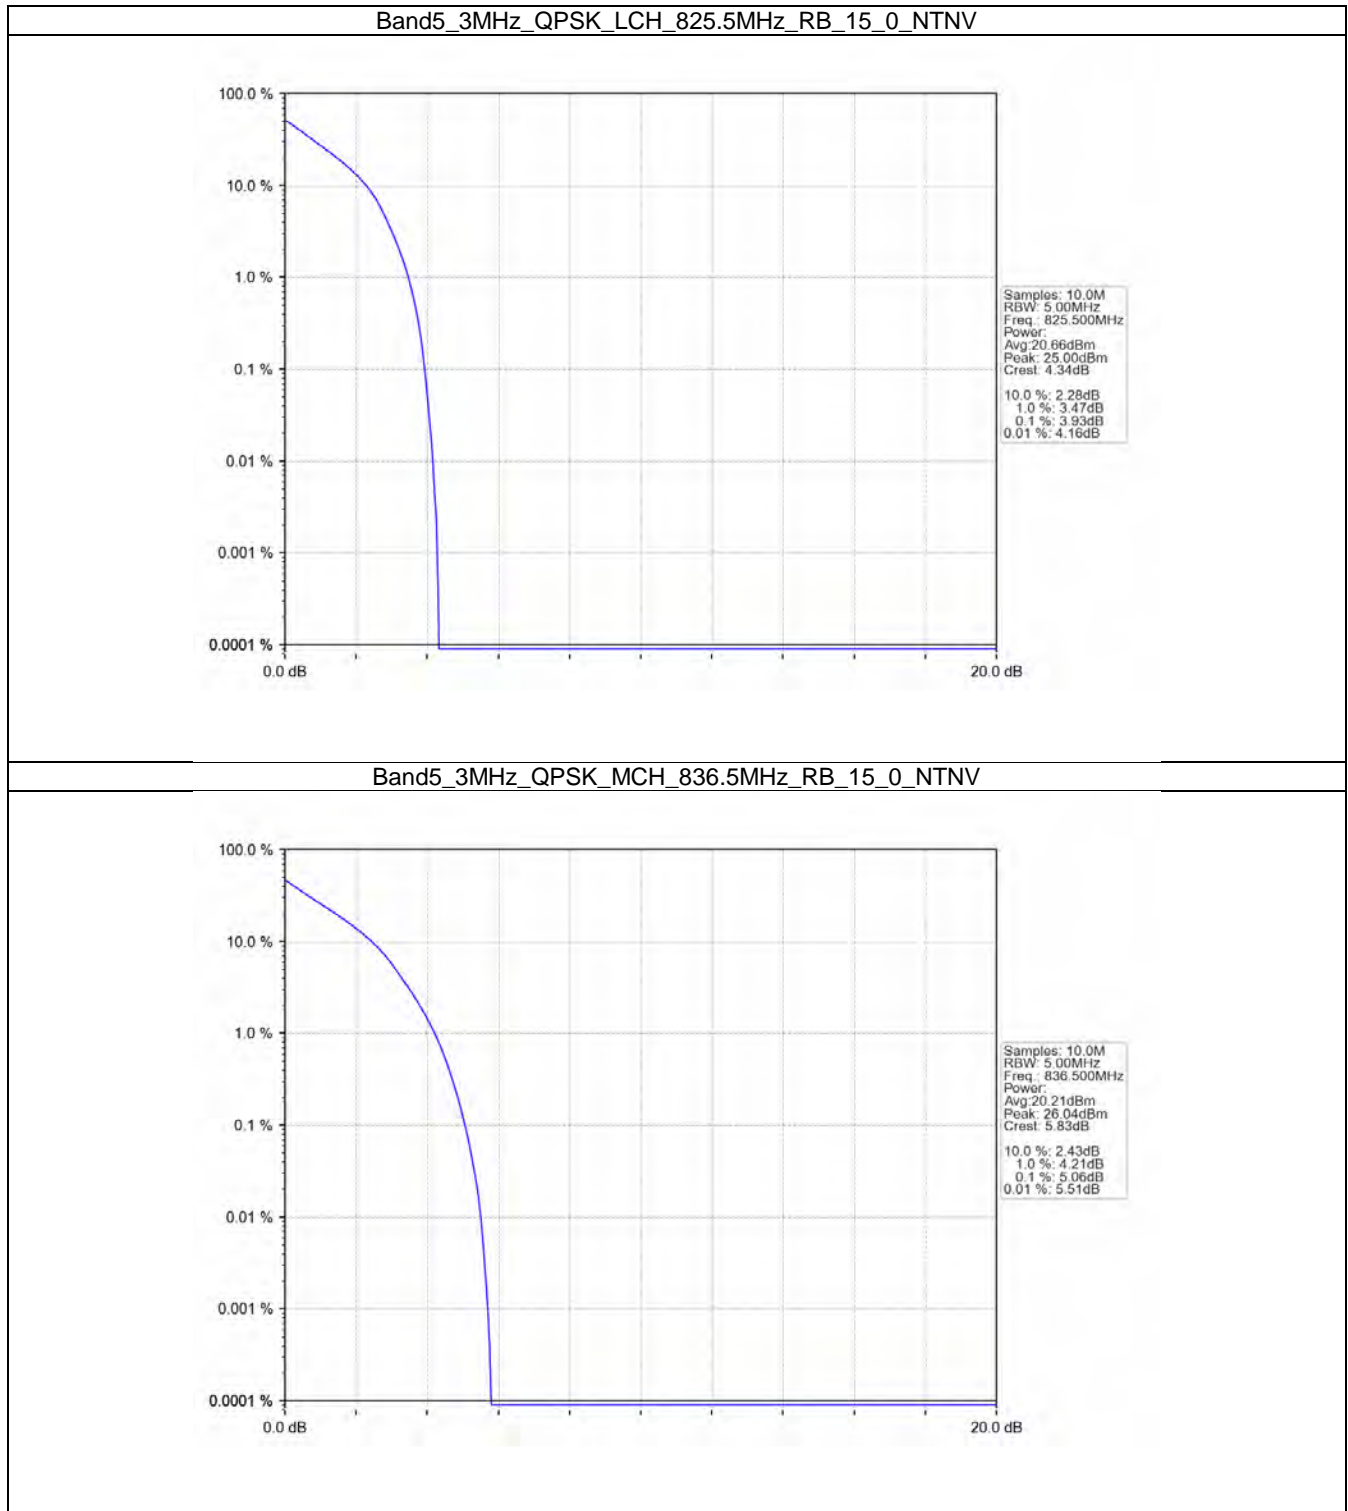 Band5_3MHz_QPSK_LCH_825.5MHz_RB_15_0_NTNV
100.0 %
10.0 %
1.0 %
0.1 %
0.01 %
0.001 %
0.0001 %
0.0 dB
20.0 dB
Samples: 10.0M
RBW: 5.00MHz
Freq.: 825.500MHz
Power:
Avg:20.66dBm
Peak: 25.00dBm
Crest: 4.34dB
10.0 %: 2.28dB
1.0 %: 3.47dB
0.1 %: 3.93dB
0.01 %: 4.16dB
Band5_3MHz_QPSK_MCH_836.5MHz_RB_15_0_NTNV
100.0 %
10.0 %
1.0 %
0.1 %
0.01 %
0.001 %
0.0001 %
0.0 dB
20.0 dB
Samples: 10.0M
RBW: 5.00MHz
Freq.: 836.500MHz
Power:
Avg:20.21dBm
Peak: 26.04dBm
Crest: 5.83dB
10.0 %: 2.43dB
1.0 %: 4.21dB
0.1 %: 5.06dB
0.01 %: 5.51dB